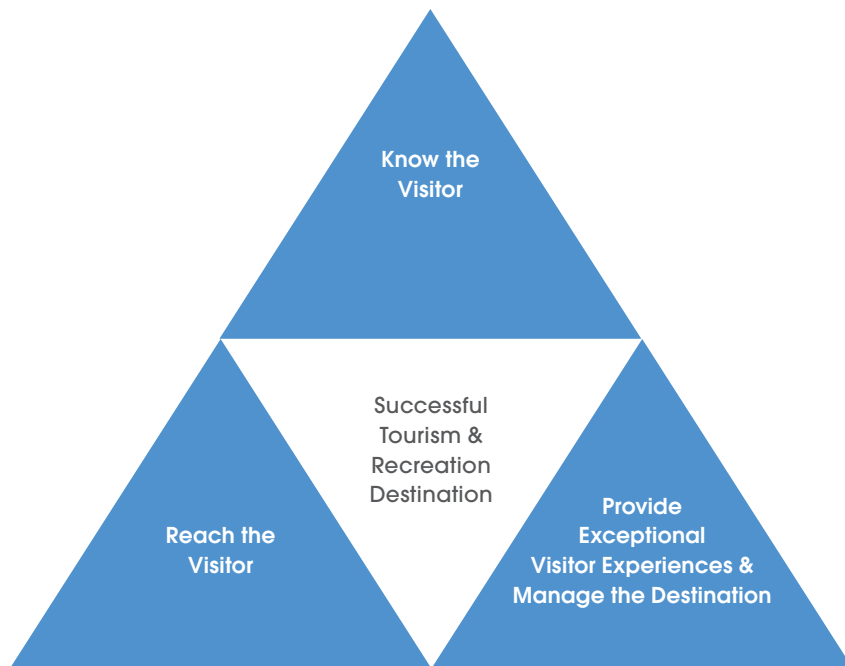 Know the
Visitor
Successful
Tourism &
Recreation
Destination
Reach the
Visitor
Provide
Exceptional
Visitor Experiences &
Manage the Destination